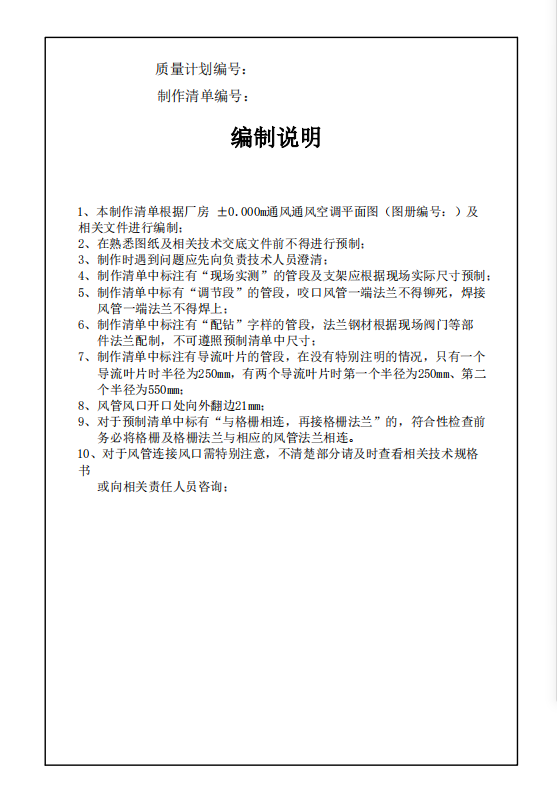 质量计划编号：
制作清单编号：
编制说明
1、本制作清单根据厂房 ±0.000m通风通风空调平面图（图册编号：）及
相关文件进行编制；
2、在熟悉图纸及相关技术交底文件前不得进行预制；
3、制作时遇到问题应先向负责技术人员澄清；
4、制作清单中标注有“现场实测”的管段及支架应根据现场实际尺寸预制；
5、制作清单中标有“调节段”的管段，咬口风管一端法兰不得铆死，焊接
风管一端法兰不得焊上；
6、制作清单中标注有“配钻”字样的管段，法兰钢材根据现场阀门等部
件法兰配制，不可遵照预制清单中尺寸；
7、制作清单中标注有导流叶片的管段，在没有特别注明的情况，只有一个
导流叶片时半径为250mm，有两个导流叶片时第一个半径为250mm、第二
个半径为550mm；
8、风管风口开口处向外翻边21mm；
9、对于预制清单中标有“与格栅相连，再接格栅法兰”的，符合性检查前
务必将格栅及格栅法兰与相应的风管法兰相连。
10、对于风管连接风口需特别注意，不清楚部分请及时查看相关技术规格
书
或向相关责任人员咨询；